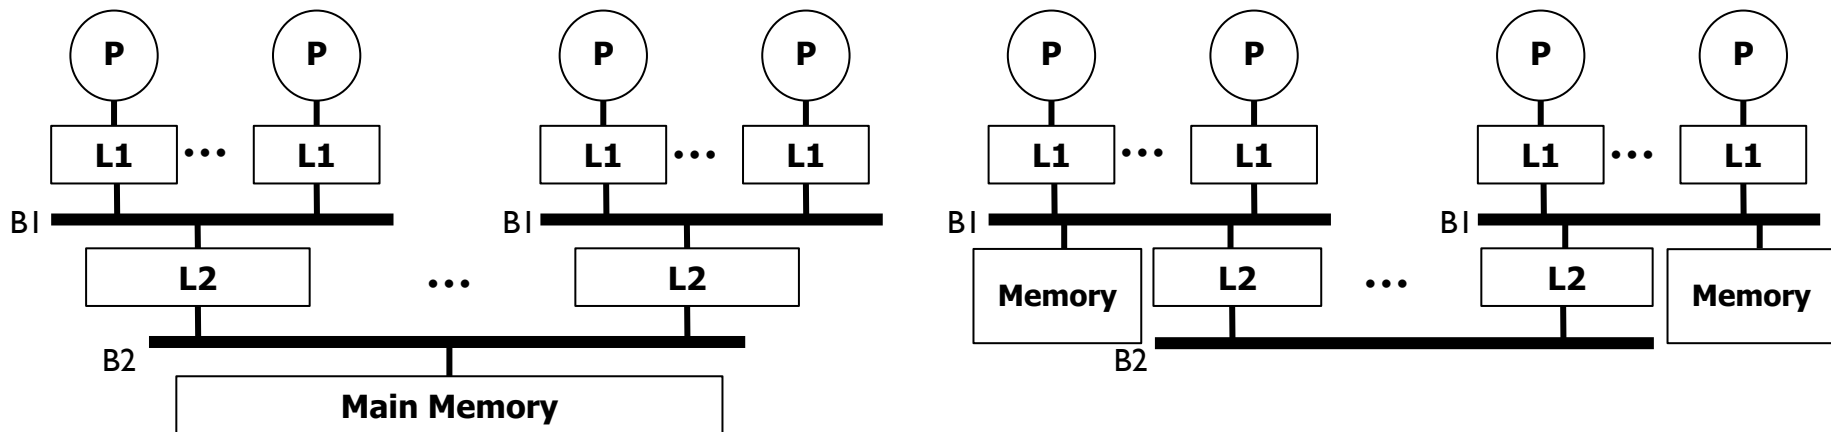 P P P P P P P P
L1 ••• L1 L1 ••• L1 L1 ••• L1 L1 ••• L1
B1 B1 B1 B1
L2 ••• L2 Memory L2 ••• L2 Memory
B2 B2
Main Memory